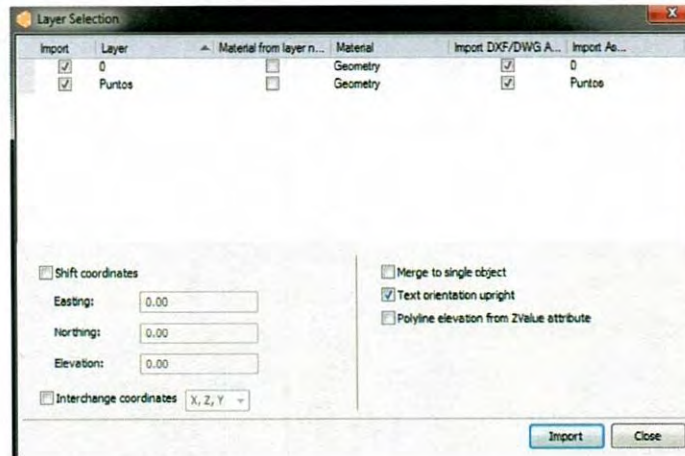 Layer Selection
Import Layer Material from layer n... Material Import DXF/DWG A... Import As...
0 Geometry 0
Puntos Geometry Puntos
Shift coordinates
Easting: 0.00
Northing: 0.00
Elevation: 0.00
Interchange coordinates X, Z, Y
Merge to single object
Text orientation upright
Polyline elevation from ZValue attribute
Import Close